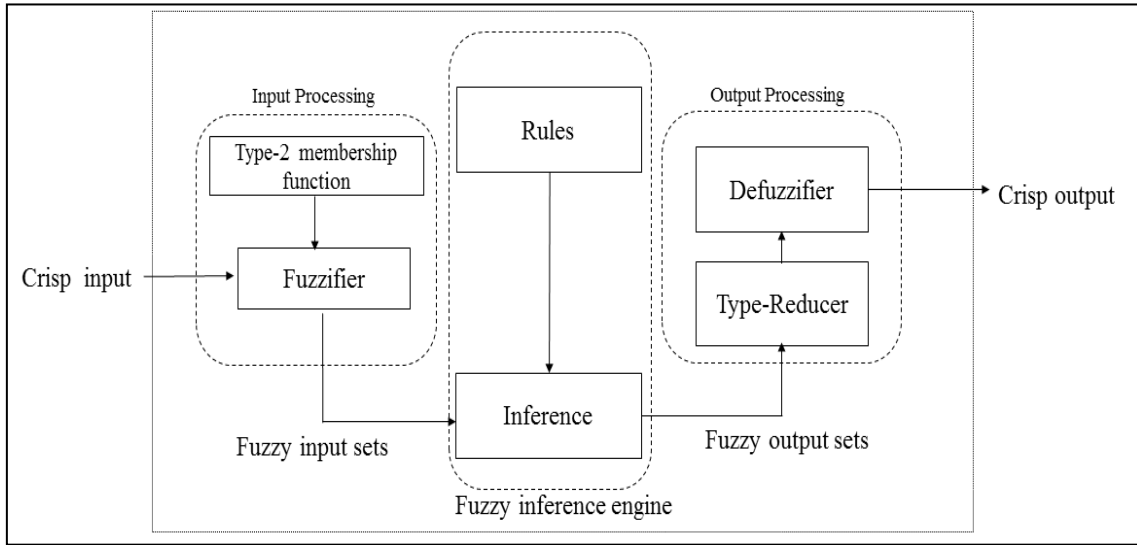 Input Processing
Type-2 membership
function
Fuzzifier
Crisp input
Fuzzy input sets
Rules
Inference
Fuzzy inference engine
Output Processing
Defuzzifier
Type-Reducer
Fuzzy output sets
Crisp output